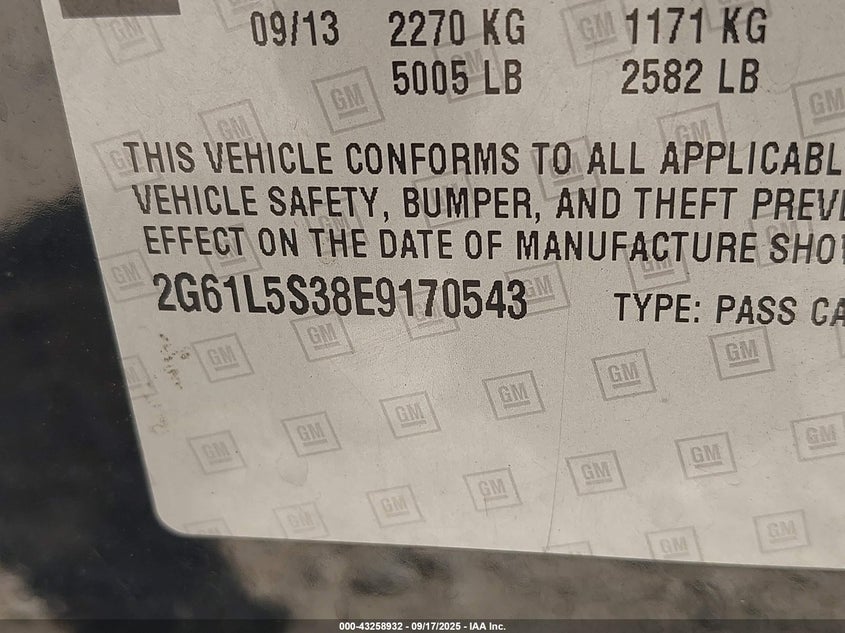 09/13 2270 KG 1171 KG
5005 LB 2582 LB
THIS VEHICLE CONFORMS TO ALL APPLICABL
VEHICLE SAFETY, BUMPER, AND THEFT PREVE
EFFECT ON THE DATE OF MANUFACTURE SHO
2G61L5S38E9170543 TYPE: PASS CA
GM
000-43258932 - 09/17/2025 - IAA Inc.